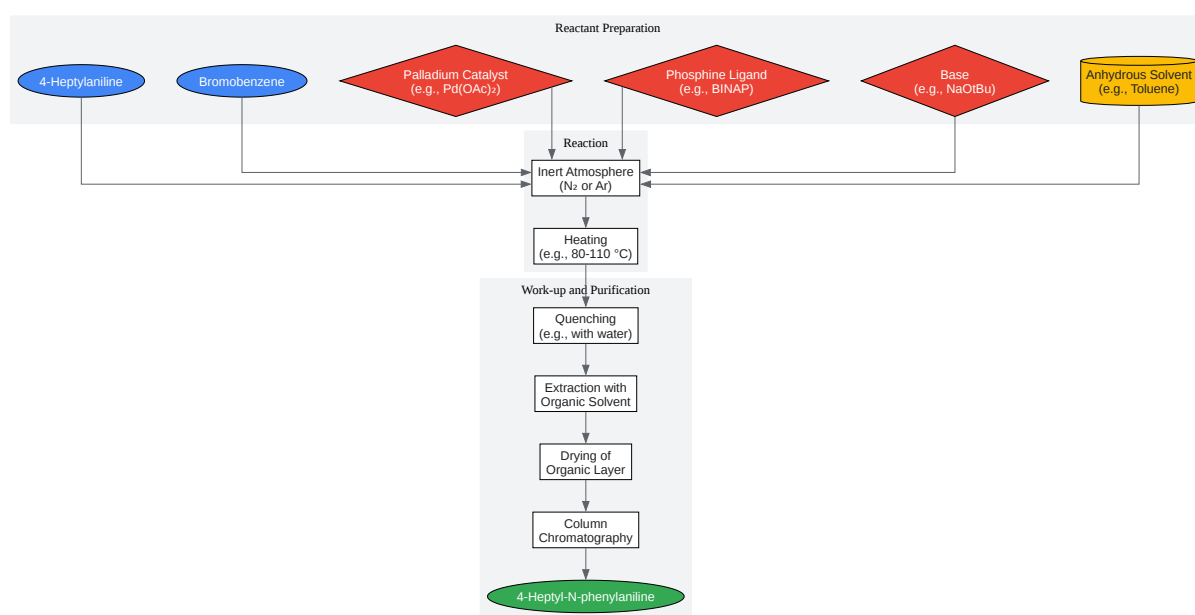 Reactant Preparation
4-Heptylaniline
Bromobenzene
Palladium Catalyst
(e.g., Pd(OAc)₂)
Phosphine Ligand
(e.g., BINAP)
Base
(e.g., NaOtBu)
Anhydrous Solvent
(e.g., Toluene)
Reaction
Inert Atmosphere
(N₂ or Ar)
Heating
(e.g., 80-110 °C)
Work-up and Purification
Quenching
(e.g., with water)
Extraction with
Organic Solvent
Drying of
Organic Layer
Column
Chromatography
4-Heptyl-N-phenylaniline